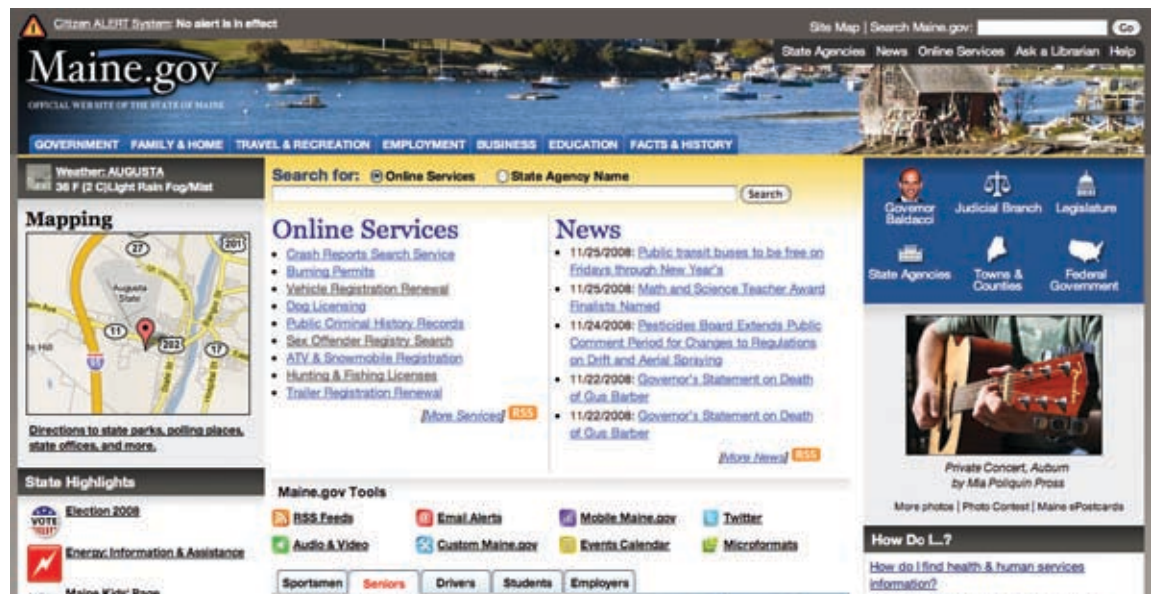 Citizen ALERT System: No alert is in effect
Site Map | Search Maine.gov: Go
State Agencies News Online Services Ask a Librarian Help
Maine.gov
OFFICIAL WEBSITE OF THE STATE OF MAINE
GOVERNMENT FAMILY & HOME TRAVEL & RECREATION EMPLOYMENT BUSINESS EDUCATION FACTS & HISTORY
Weather: AUGUSTA
36 F (2 C)Light Rain Fog/Mist
Mapping
27
201
Augusta
State
11
202
17
95
Directions to state parks, polling places,
state offices, and more.
State Highlights
VOTE
Election 2008
Energy: Information & Assistance
Maine Kids' Page
Search for: Online Services State Agency Name
Search
Online Services
• Crash Reports Search Service
• Burning Permits
• Vehicle Registration Renewal
• Dog Licensing
• Public Criminal History Records
• Sex Offender Registry Search
• ATV & Snowmobile Registration
• Hunting & Fishing Licenses
• Trailer Registration Renewal
[More Services] RSS
News
• 11/25/2008: Public transit buses to be free on
Fridays through New Year's
• 11/25/2008: Math and Science Teacher Award
Finalists Named
• 11/24/2008: Pesticides Board Extends Public
Comment Period for Changes to Regulations
on Drift and Aerial Spraying
• 11/22/2008: Governor's Statement on Death
of Gus Barber
• 11/22/2008: Governor's Statement on Death
of Gus Barber
[More News] RSS
Maine.gov Tools
RSS Feeds Email Alerts Mobile Maine.gov Twitter
Audio & Video Custom Maine.gov Events Calendar Microformats
Sportsmen Seniors Drivers Students Employers
Governor
Baldacci
Judicial Branch
Legislature
State Agencies
Towns &
Counties
Federal
Government
Private Concert, Auburn
by Mia Poliquin Pross
More photos | Photo Contest | Maine ePostcards
How Do I...?
How do I find health & human services
information?